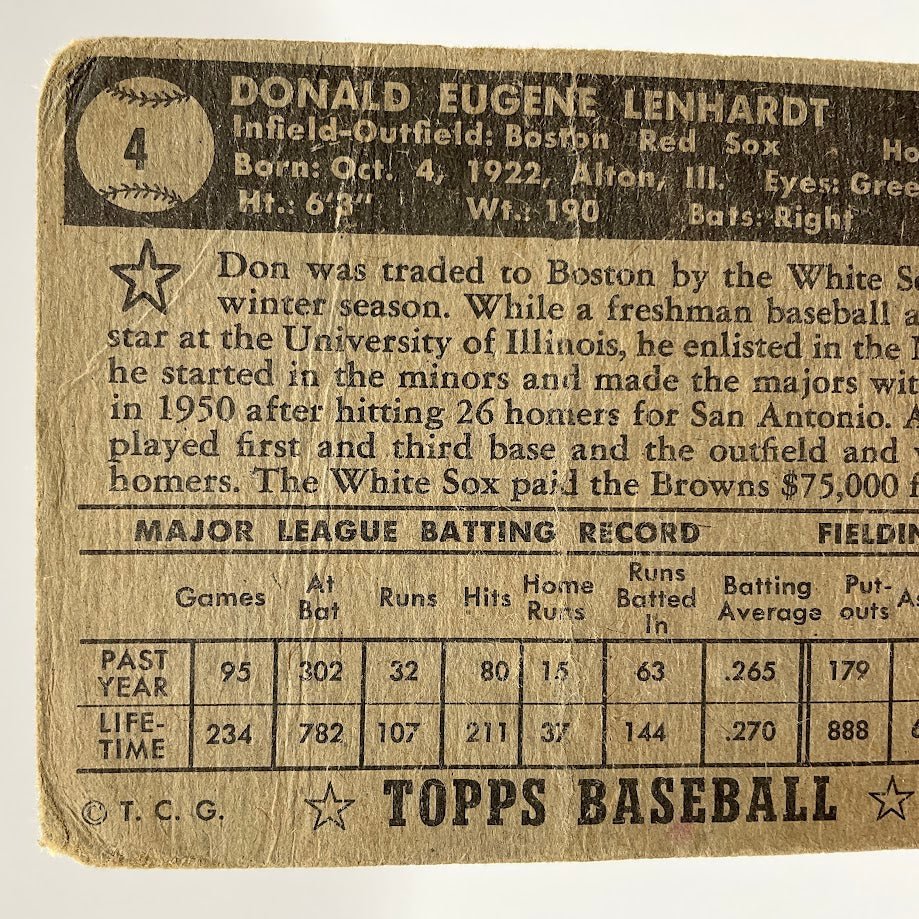 4
DONALD EUGENE LENHARDT
Infield-Outfield: Boston Red Sox Ho
Born: Oct. 4, 1922, Alton, Ill. Eyes: Gree
Ht.: 6'3" Wt.: 190 Bats: Right
Don was traded to Boston by the White S
winter season. While a freshman baseball a
star at the University of Illinois, he enlisted in the N
he started in the minors and made the majors wit
in 1950 after hitting 26 homers for San Antonio. A
played first and third base and the outfield and
homers. The White Sox paid the Browns $75,000 f
MAJOR LEAGUE BATTING RECORD FIELDIN
Games At Bat Runs Hits Home Runs Runs Batted In Batting Average Put-outs As
PAST YEAR 95 302 32 80 15 63 .265 179
LIFE-TIME 234 782 107 211 37 144 .270 888
© T. C. G. TOPPS BASEBALL